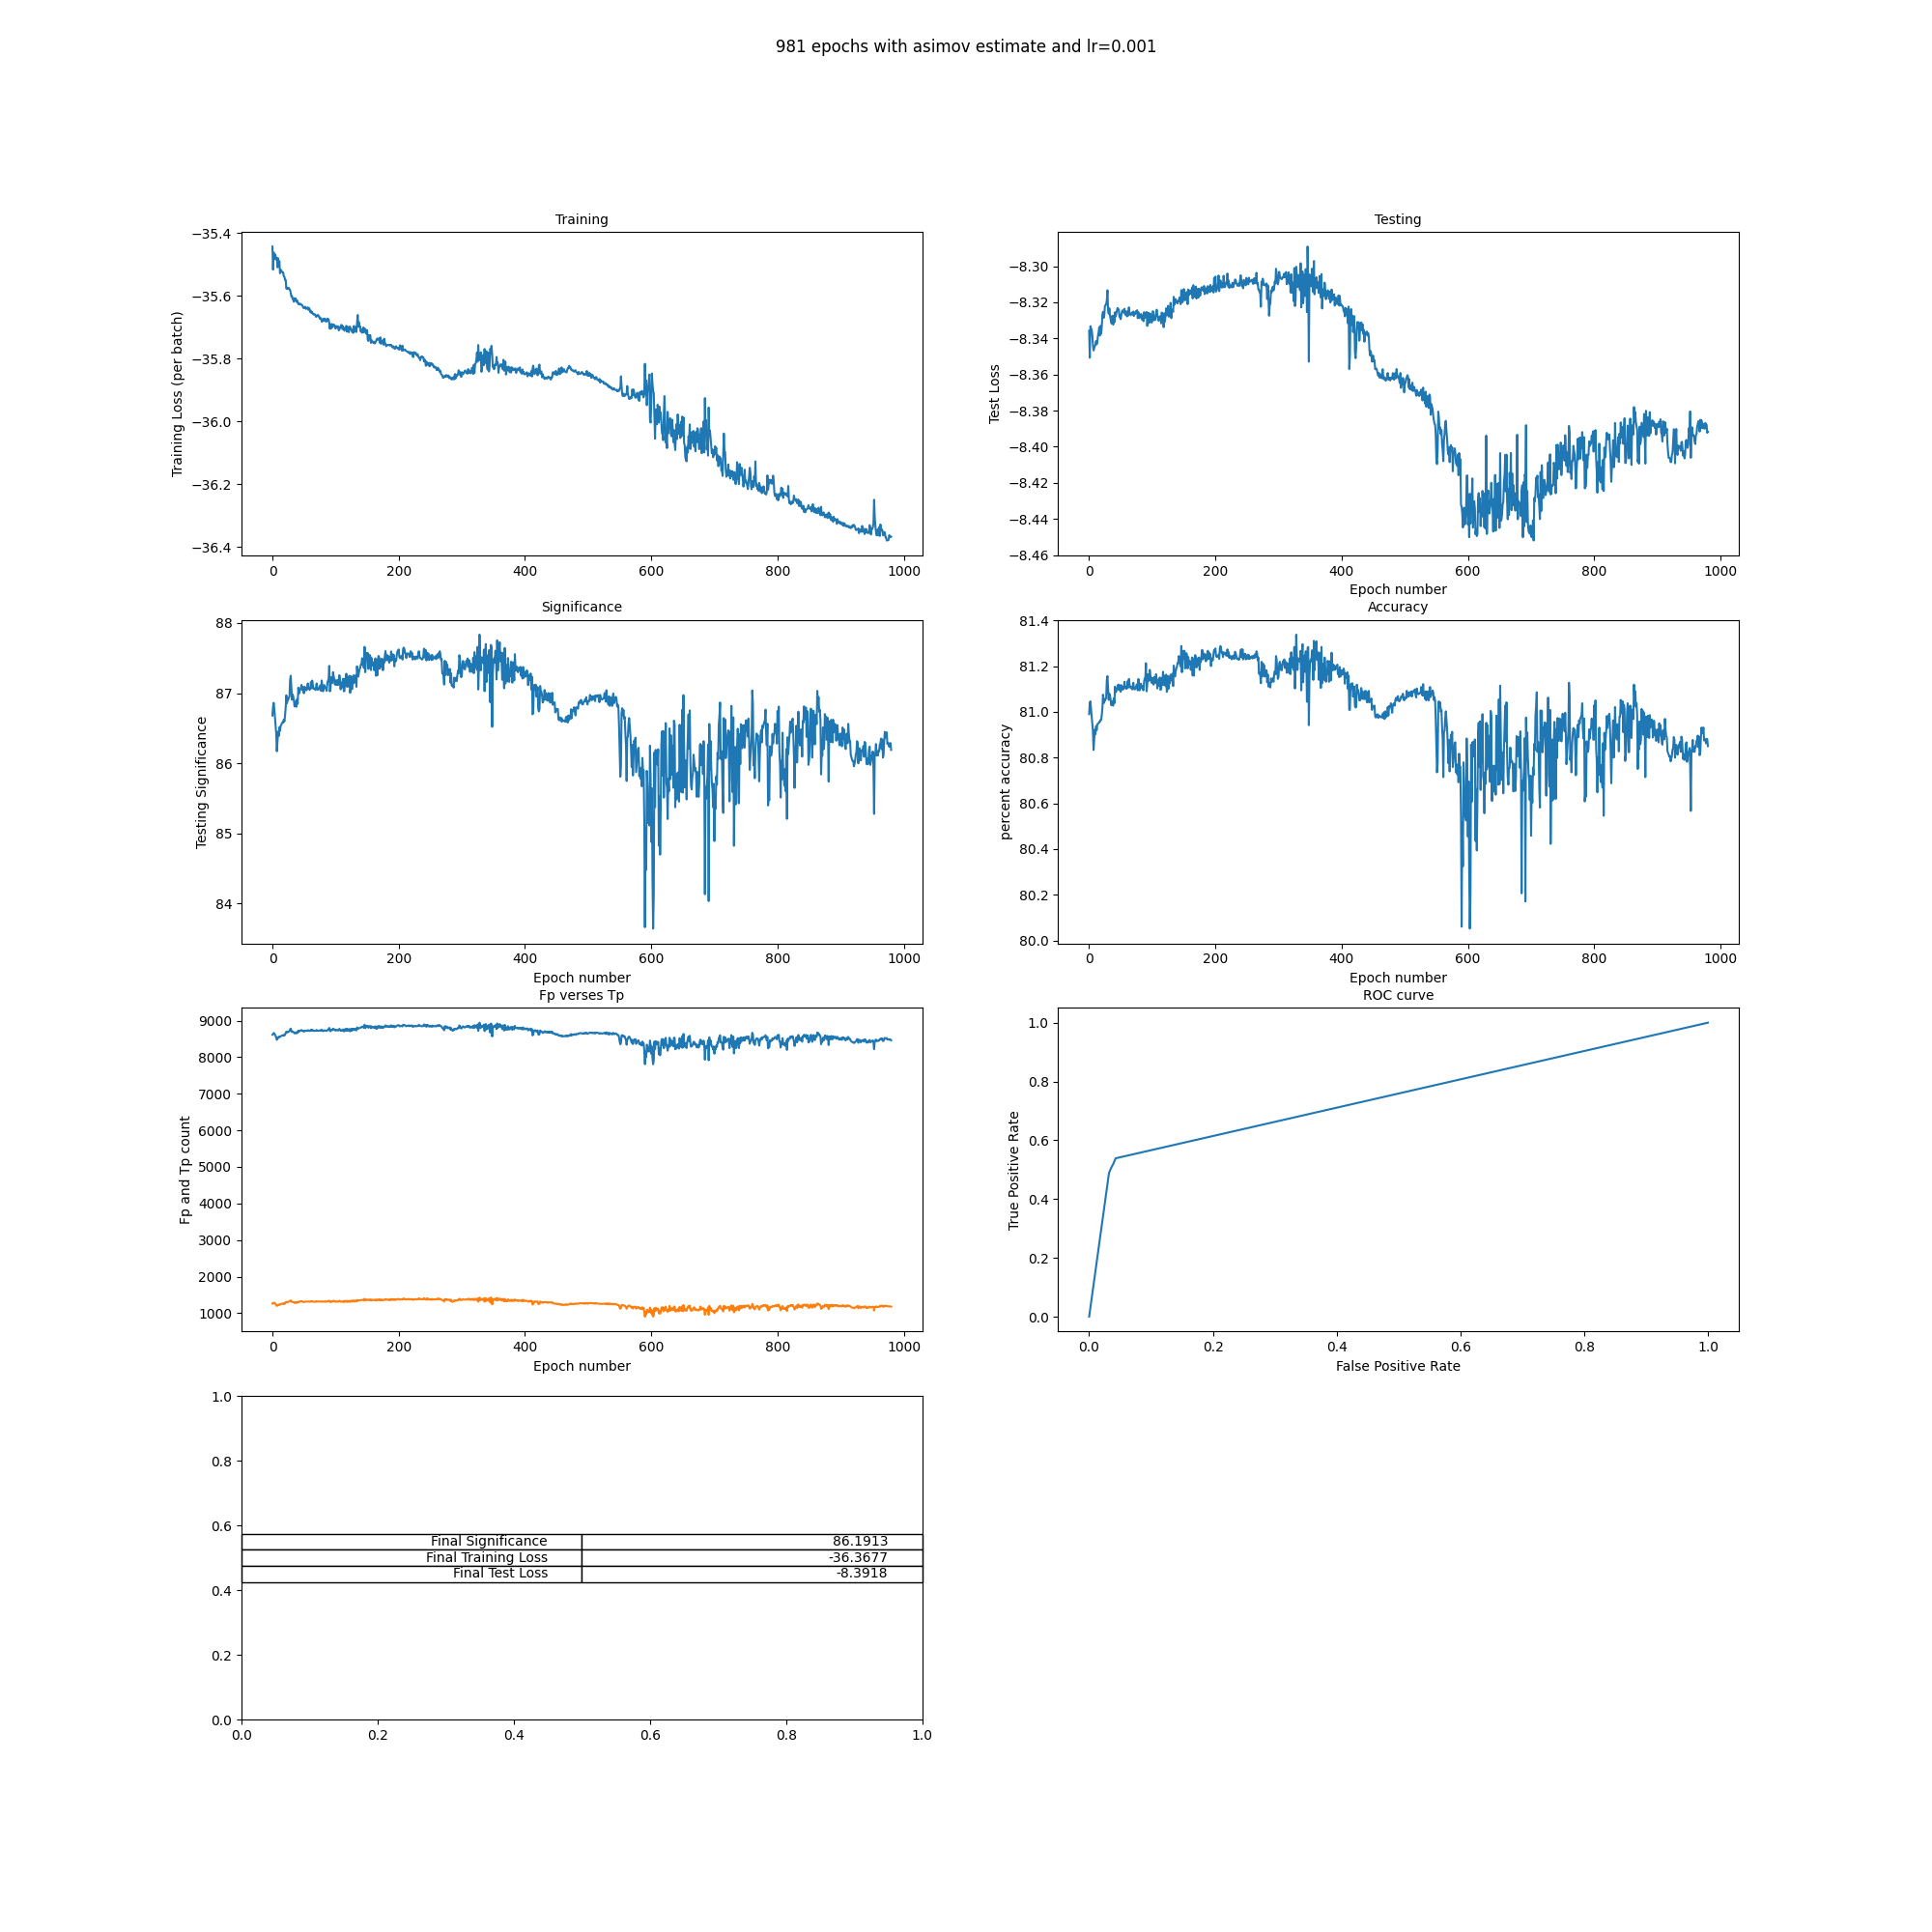 981 epochs with asimov estimate and lr=0.001
Training
−35.4
−35.6
−35.8
−36.0
−36.2
−36.4
Training Loss (per batch)
0 200 400 600 800 1000
Testing
−8.30
−8.32
−8.34
−8.36
−8.38
−8.40
−8.42
−8.44
−8.46
Test Loss
0 200 400 600 800 1000
Epoch number
Significance
88
87
86
85
84
Testing Significance
0 200 400 600 800 1000
Epoch number
Accuracy
81.4
81.2
81.0
80.8
80.6
80.4
80.2
80.0
percent accuracy
0 200 400 600 800 1000
Epoch number
Fp verses Tp
9000
8000
7000
6000
5000
4000
3000
2000
1000
Fp and Tp count
0 200 400 600 800 1000
Epoch number
ROC curve
1.0
0.8
0.6
0.4
0.2
0.0
True Positive Rate
0.0 0.2 0.4 0.6 0.8 1.0
False Positive Rate
1.0
0.8
0.6
0.4
0.2
0.0
Final Significance 86.1913
Final Training Loss -36.3677
Final Test Loss -8.3918
0.0 0.2 0.4 0.6 0.8 1.0